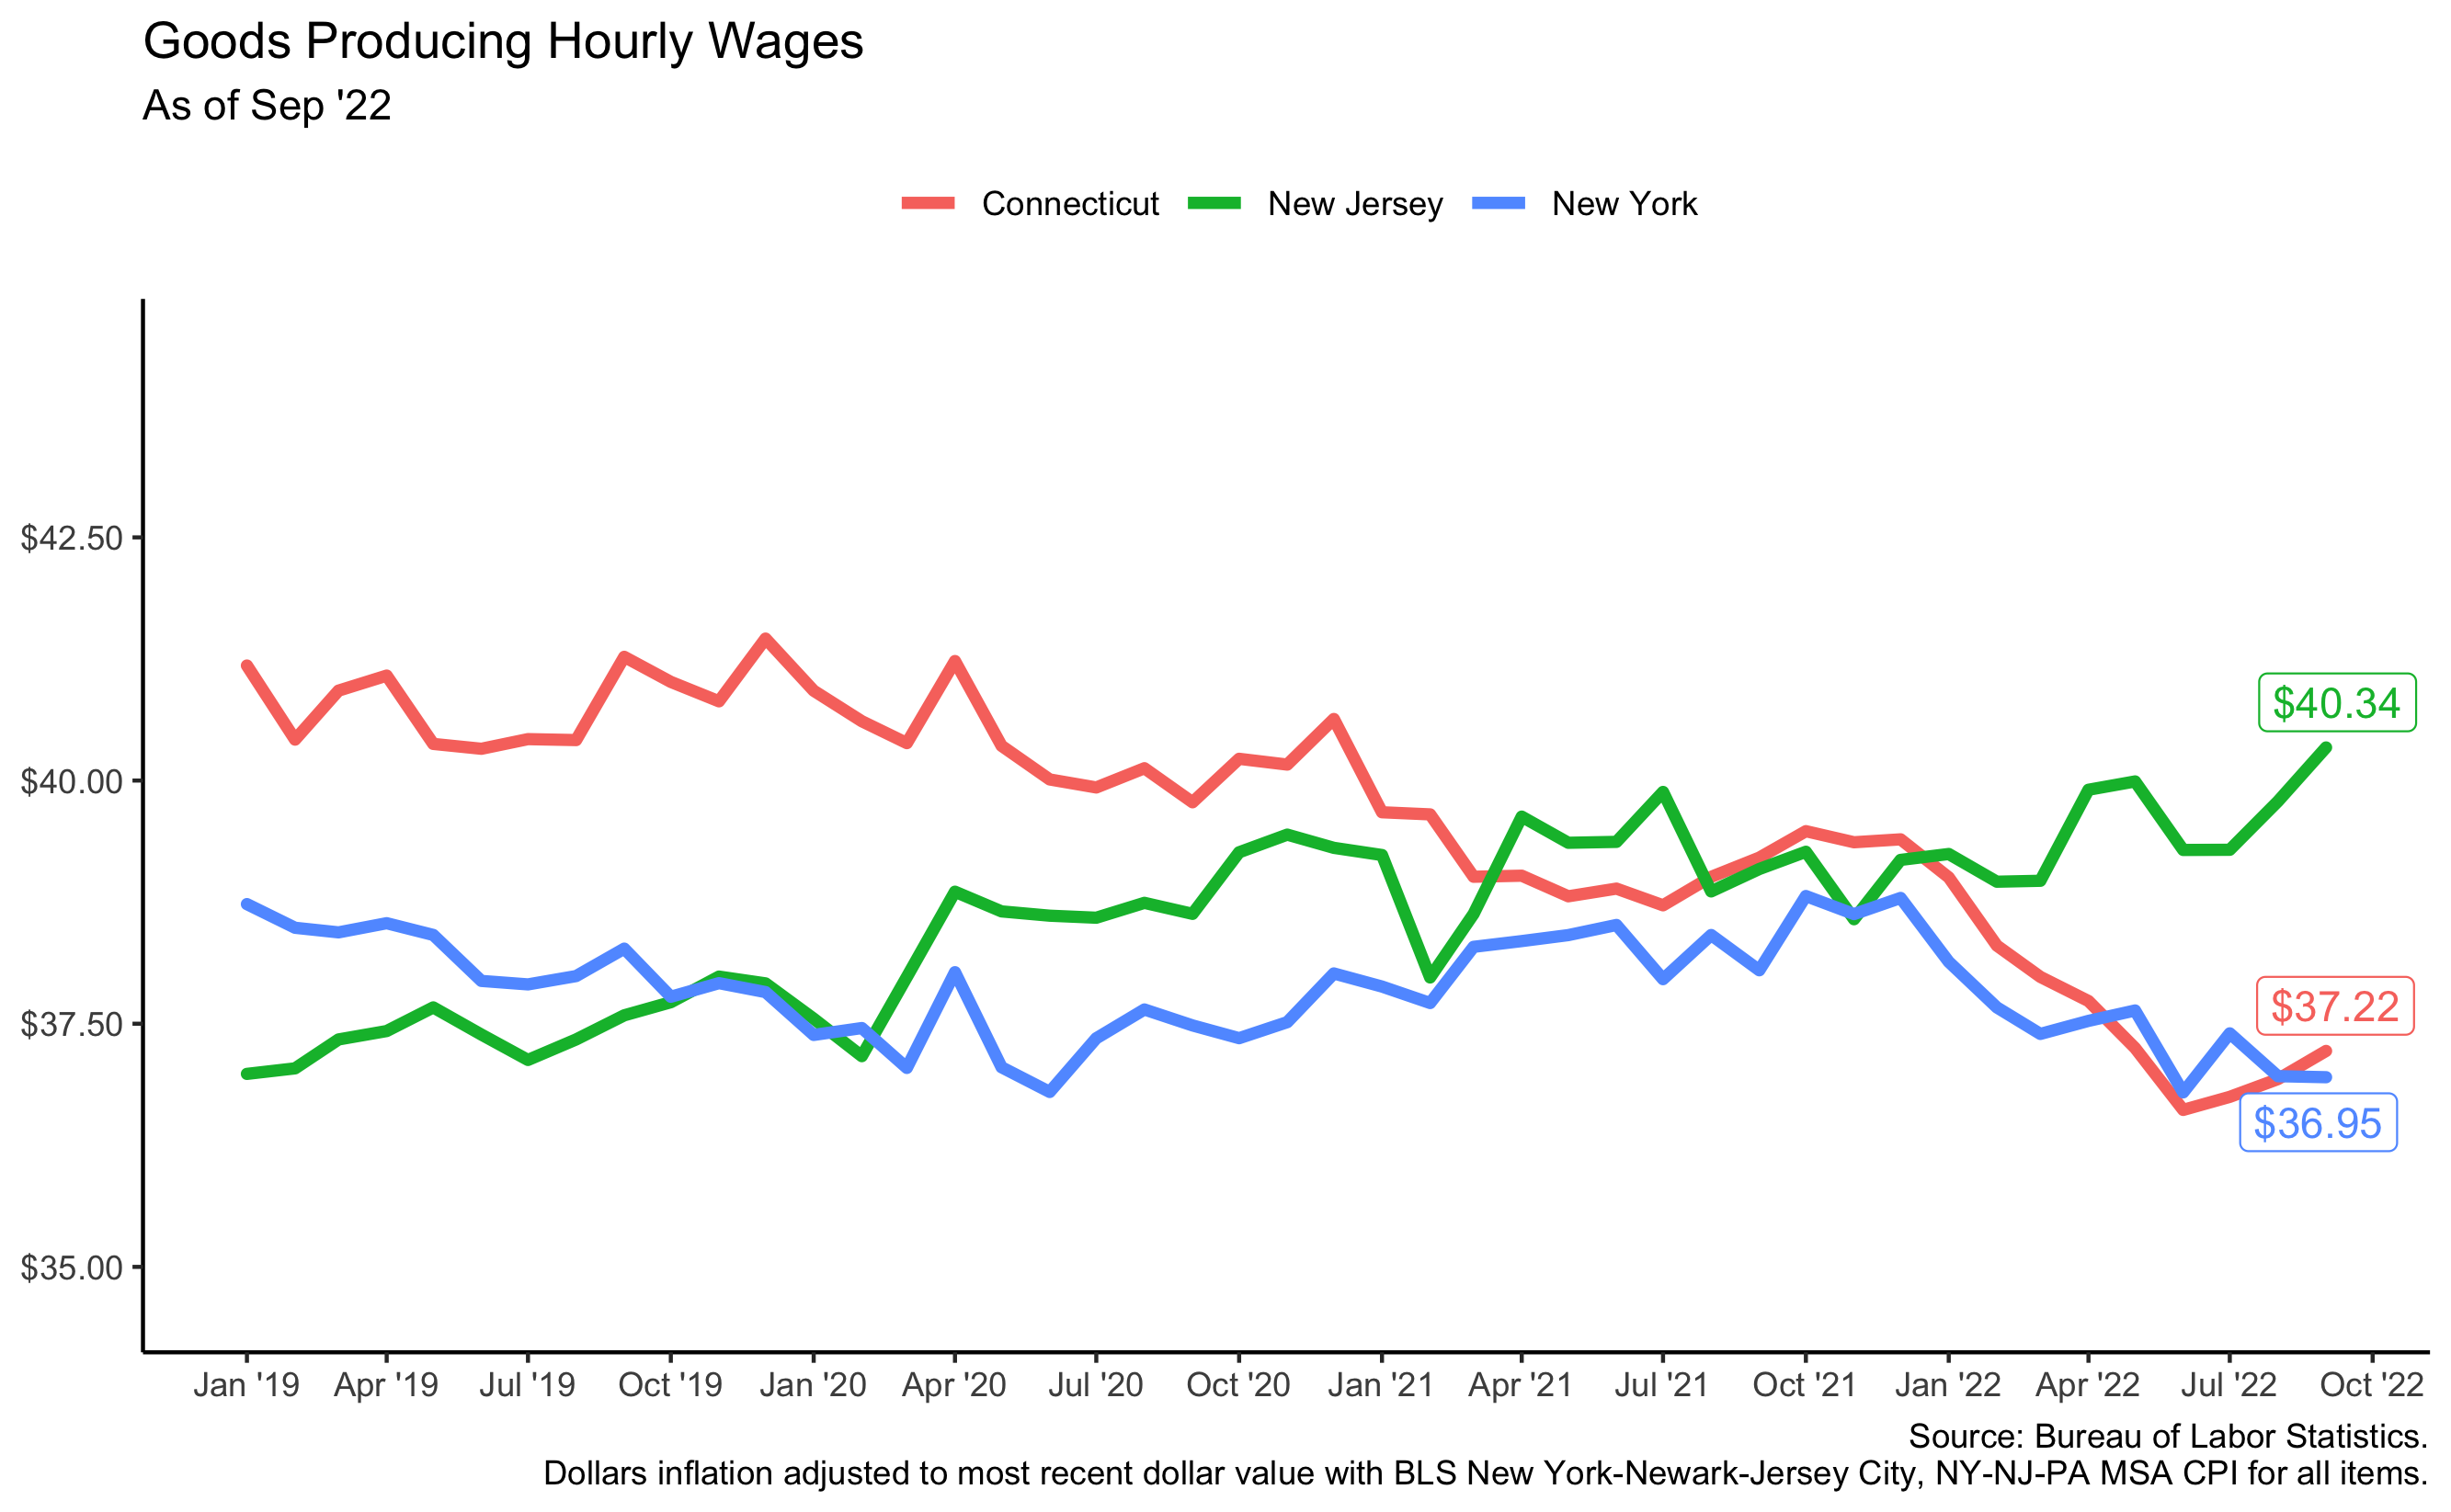 Goods Producing Hourly Wages
As of Sep '22
Connecticut New Jersey New York
$42.50
$40.00
$37.50
$35.00
$40.34
$37.22
$36.95
Jan '19 Apr '19 Jul '19 Oct '19 Jan '20 Apr '20 Jul '20 Oct '20 Jan '21 Apr '21 Jul '21 Oct '21 Jan '22 Apr '22 Jul '22 Oct '22
Source: Bureau of Labor Statistics.
Dollars inflation adjusted to most recent dollar value with BLS New York-Newark-Jersey City, NY-NJ-PA MSA CPI for all items.